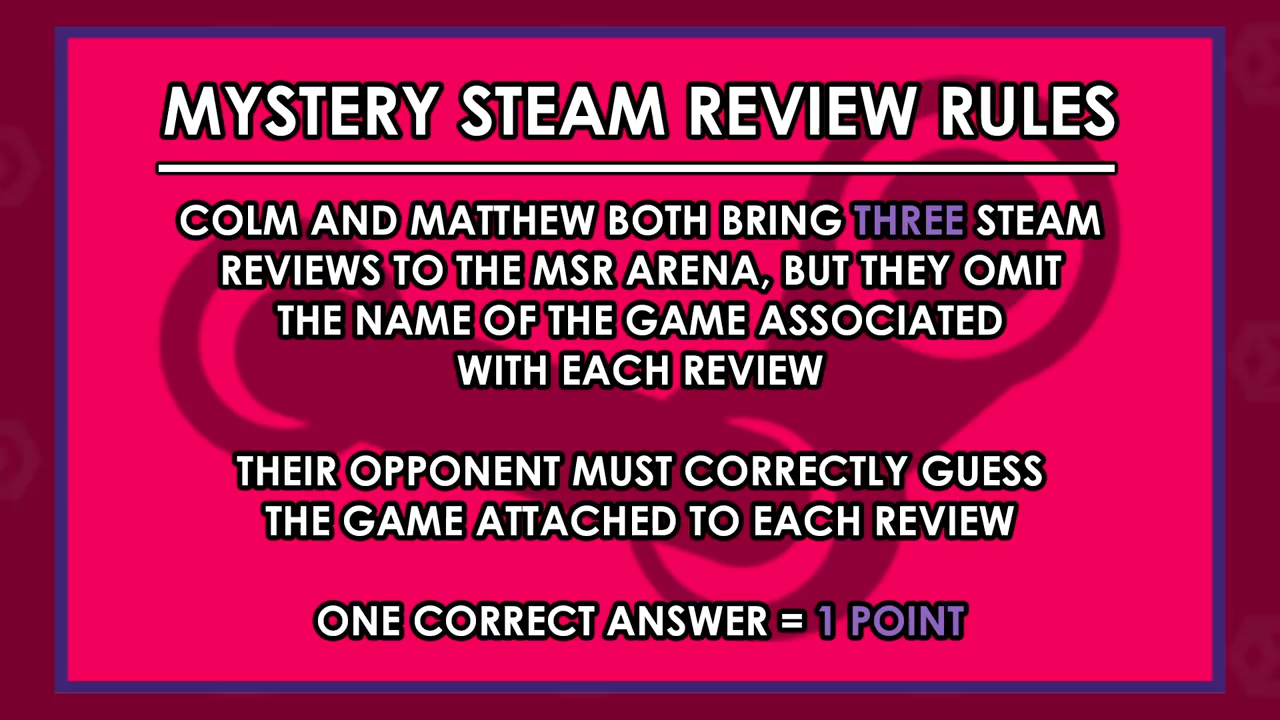 MYSTERY STEAM REVIEW RULES
COLM AND MATTHEW BOTH BRING THREE STEAM
REVIEWS TO THE MSR ARENA, BUT THEY OMIT
THE NAME OF THE GAME ASSOCIATED
WITH EACH REVIEW
THEIR OPPONENT MUST CORRECTLY GUESS
THE GAME ATTACHED TO EACH REVIEW
ONE CORRECT ANSWER = 1 POINT